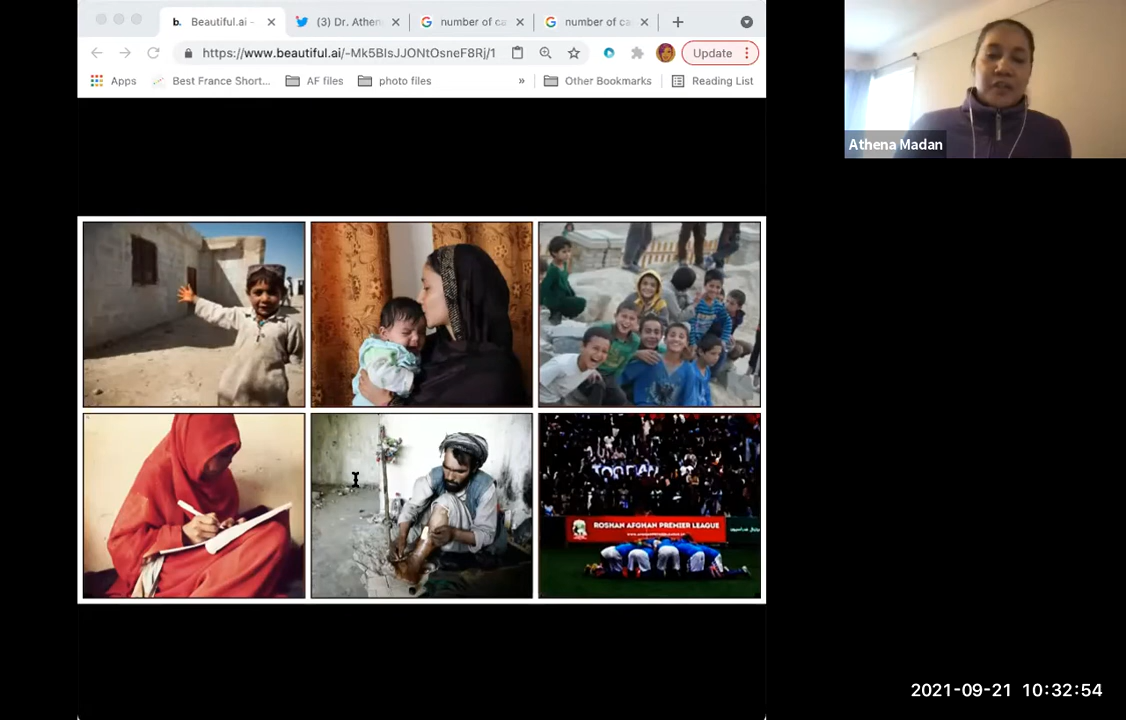 b. Beautiful.ai –
(3) Dr. Athen
number of ca
number of ca
https://www.beautiful.ai/-Mk5BIsJJONtOsneF8Rj/1
Update
Apps
Best France Short...
AF files
photo files
»
Other Bookmarks
Reading List
Athena Madan
ROSHAN AFGHAN PREMIER LEAGUE
2021-09-21 10:32:54